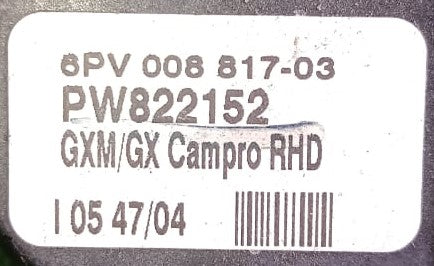 6PV 008 817-03
PW822152
GXM/GX Campro RHD
I 05 47/04